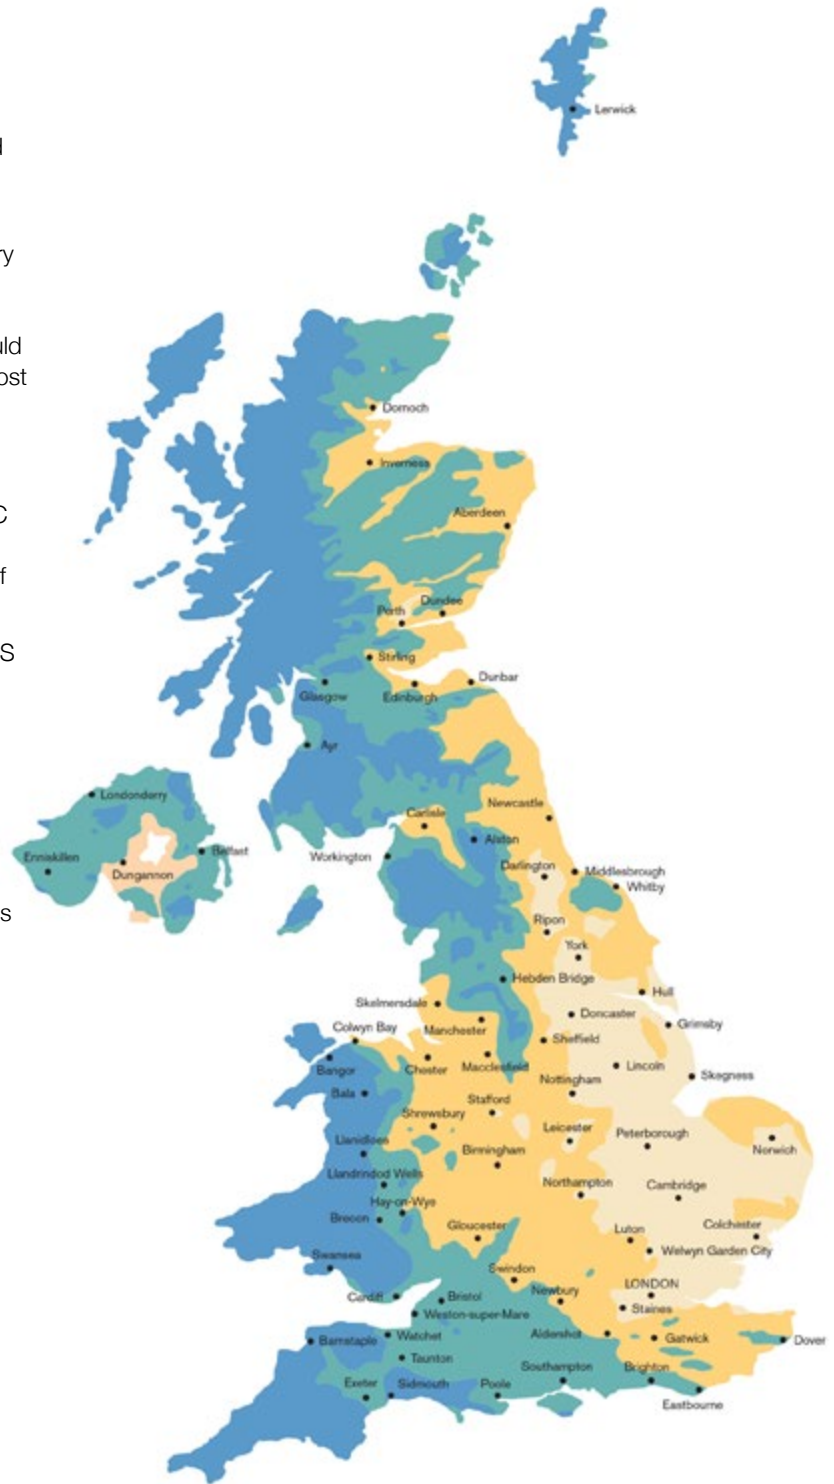 d
ry
uld
ost
C
f
S
s
Lerwick
Dornoch
Inverness
Aberdeen
Dundee
Perth
Stirling
Dunbar
Glasgow
Edinburgh
Ayr
Londonderry
Newcastle
Carlisle
Alston
Belfast
Enniskillen
Workington
Darlington
Middlesbrough
Dungannon
Whitby
Ripon
York
Hebden Bridge
Hull
Skelmersdale
Doncaster
Grimsby
Colwyn Bay
Manchester
Sheffield
Bangor
Chester
Macclesfield
Lincoln
Skegness
Nottingham
Bala
Stafford
Shrewsbury
Leicester
Peterborough
Llanidloes
Birmingham
Norwich
Llandrindod Wells
Northampton
Cambridge
Hay-on-Wye
Brecon
Gloucester
Luton
Colchester
Welwyn Garden City
Swansea
Swindon
LONDON
Cardiff
Bristol
Newbury
Staines
Weston-super-Mare
Barnstaple
Watchet
Aldershot
Gatwick
Dover
Taunton
Southampton
Brighton
Exeter
Sidmouth
Poole
Eastbourne